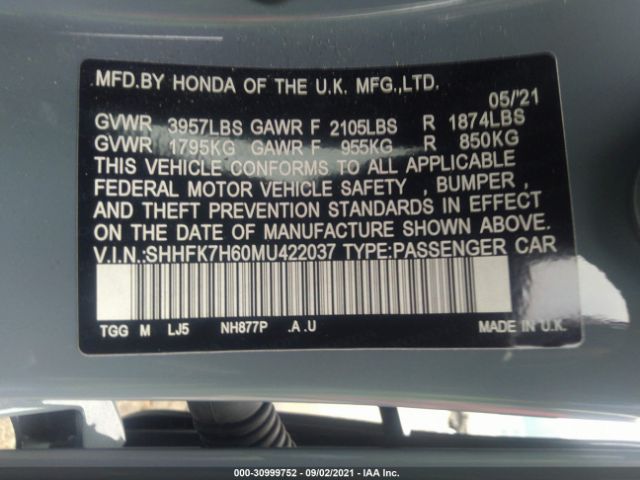 MFD.BY HONDA OF THE U.K. MFG.,LTD.
05/'21
GVWR 3957LBS GAWR F 2105LBS R 1874LBS
GVWR 1795KG GAWR F 955KG R 850KG
THIS VEHICLE CONFORMS TO ALL APPLICABLE
FEDERAL MOTOR VEHICLE SAFETY , BUMPER ,
AND THEFT PREVENTION STANDARDS IN EFFECT
ON THE DATE OF MANUFACTURE SHOWN ABOVE.
V.I.N.:SHHFK7H60MU422037 TYPE:PASSENGER CAR
TGG M LJ5 NH877P .A.U MADE IN U.K.
000-30999752 - 09/02/2021 - IAA Inc.